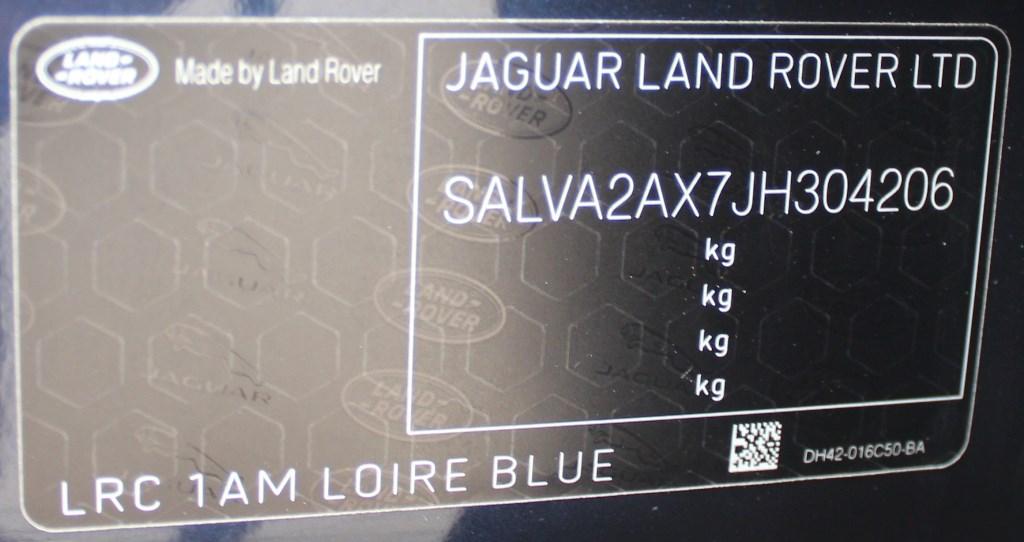 LAND-
-ROVER
Made by Land Rover
JAGUAR LAND ROVER LTD
SALVA2AX7JH304206
kg
kg
kg
kg
DH42-016C50-BA
LRC 1AM LOIRE BLUE